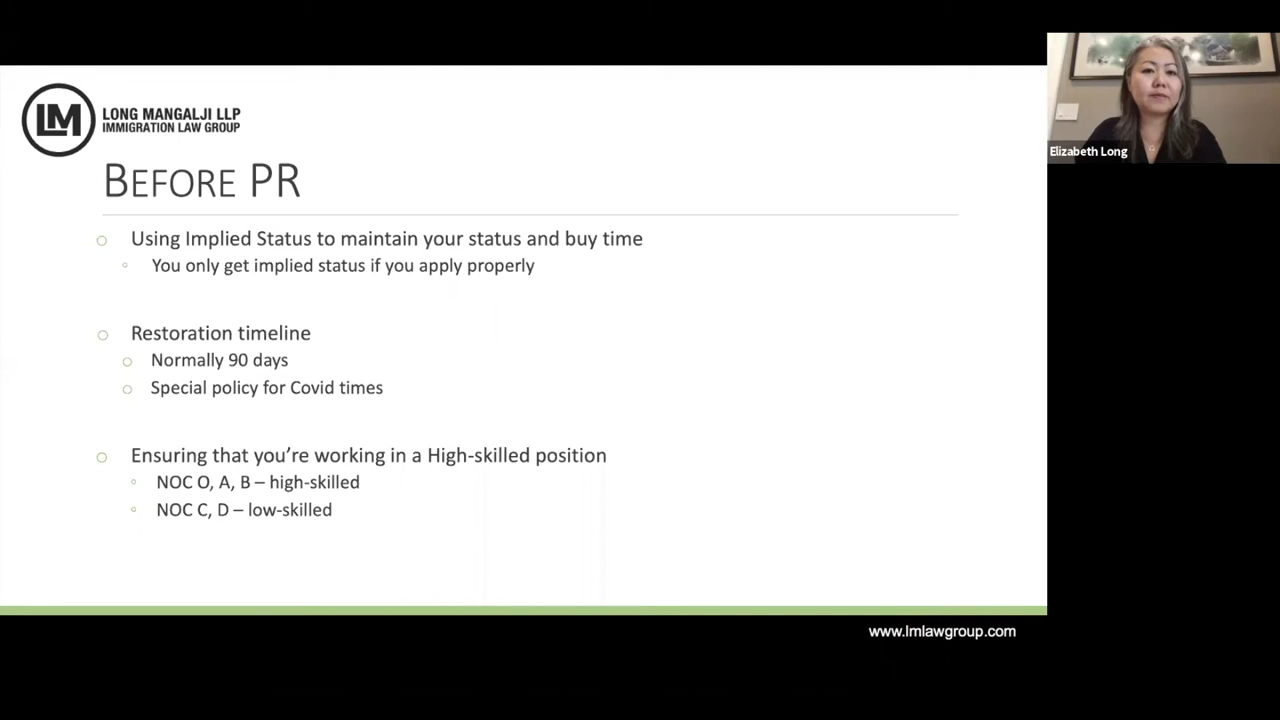 LONG MANGALJI LLP
IMMIGRATION LAW GROUP
LM
BEFORE PR
Using Implied Status to maintain your status and buy time
You only get implied status if you apply properly
Restoration timeline
Normally 90 days
Special policy for Covid times
Ensuring that you’re working in a High-skilled position
NOC O, A, B – high-skilled
NOC C, D – low-skilled
www.lmlawgroup.com
Elizabeth Long